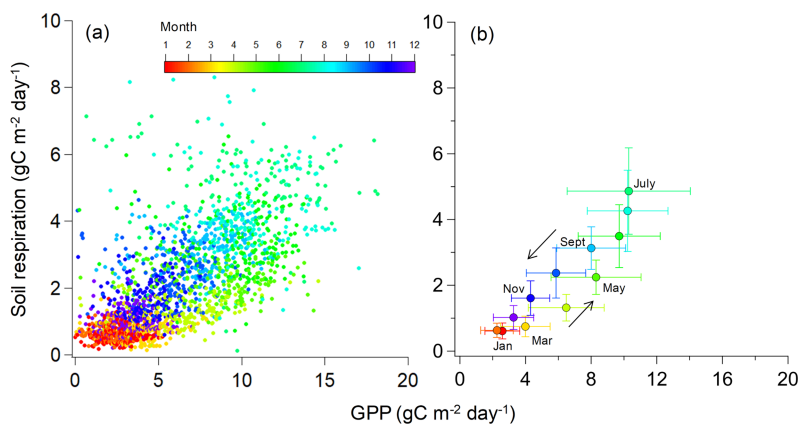 (a)
Month
1 2 3 4 5 6 7 8 9 10 11 12
10
8
6
4
2
0
0 5 10 15 20
Soil respiration (gC m⁻² day⁻¹)
(b)
10
8
6
4
2
0
0 4 8 12 16 20
July
Sept
May
Nov
Mar
Jan
GPP (gC m⁻² day⁻¹)